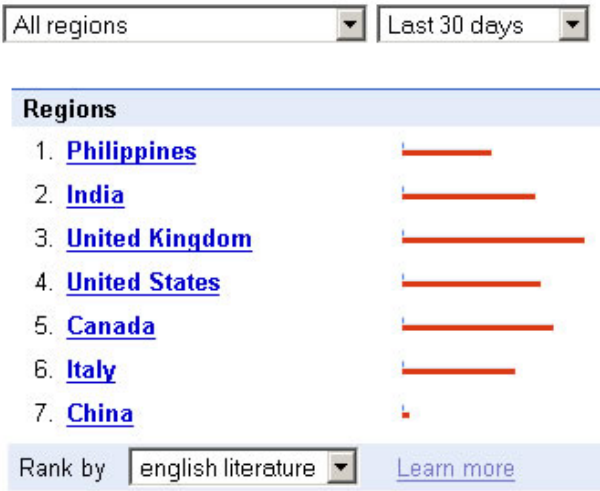 All regions Last 30 days
Regions
1. Philippines
2. India
3. United Kingdom
4. United States
5. Canada
6. Italy
7. China
Rank by english literature Learn more